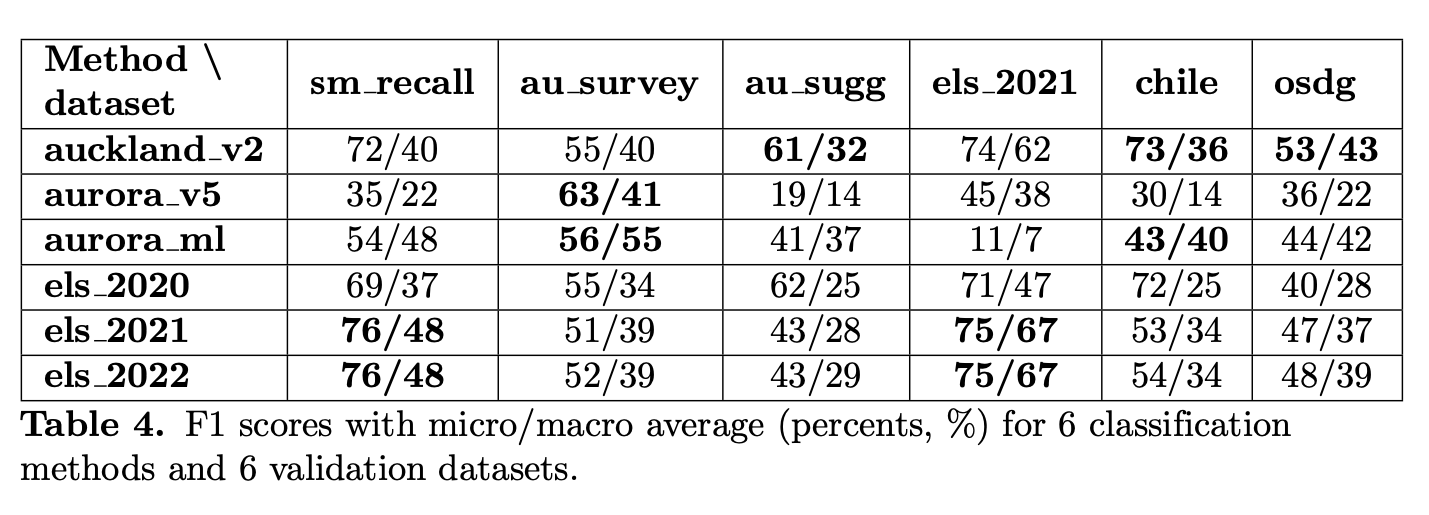 Method \ dataset sm_recall au_survey au_sugg els_2021 chile osdg
auckland_v2 72/40 55/40 61/32 74/62 73/36 53/43
aurora_v5 35/22 63/41 19/14 45/38 30/14 36/22
aurora_ml 54/48 56/55 41/37 11/7 43/40 44/42
els_2020 69/37 55/34 62/25 71/47 72/25 40/28
els_2021 76/48 51/39 43/28 75/67 53/34 47/37
els_2022 76/48 52/39 43/29 75/67 54/34 48/39
Table 4. F1 scores with micro/macro average (percents, %) for 6 classification
methods and 6 validation datasets.